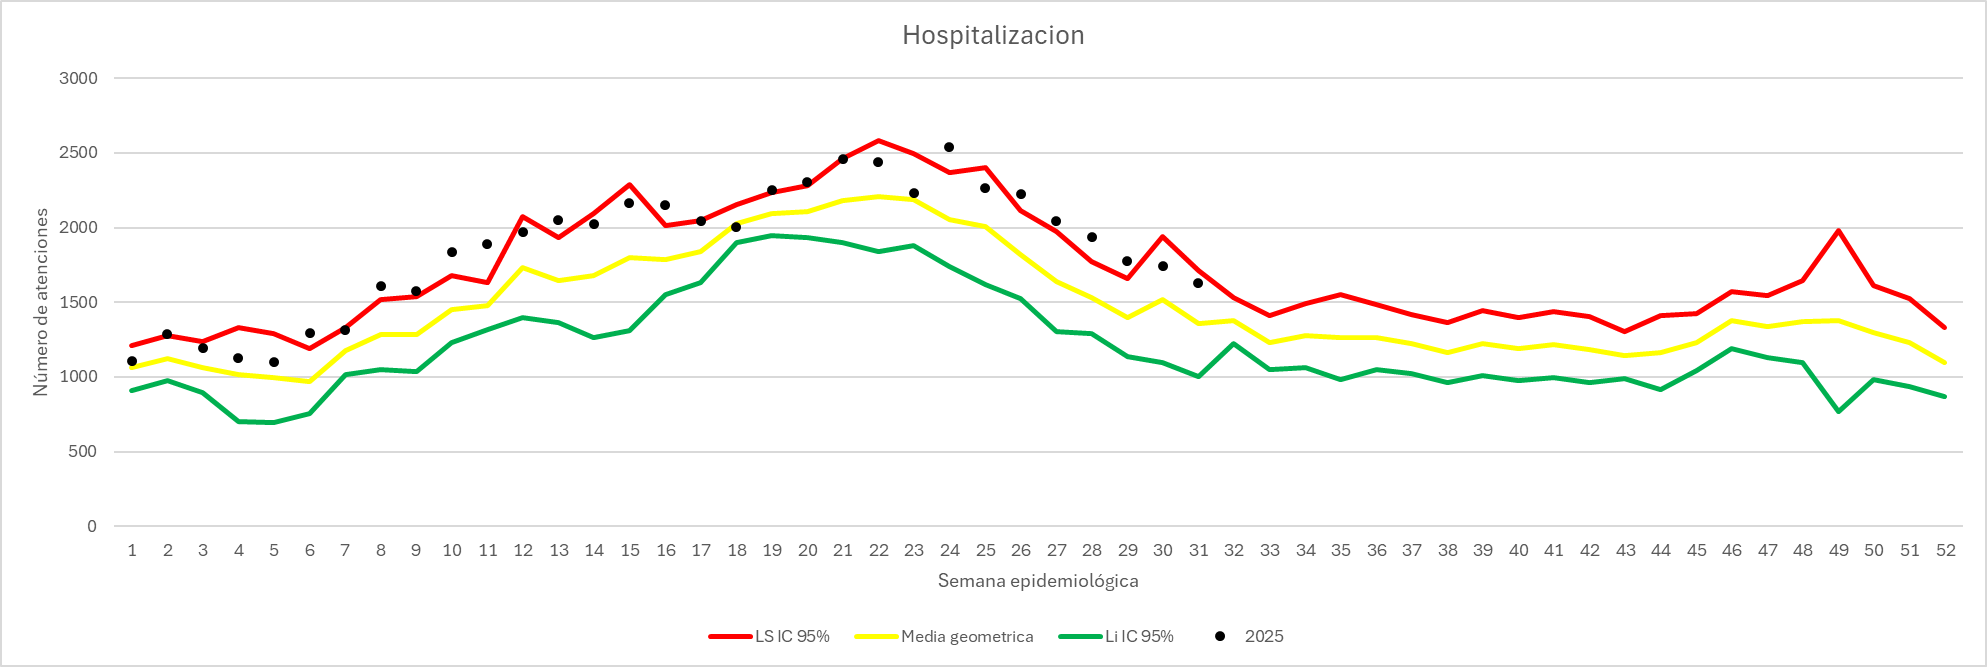 Hospitalizacion
3000
2500
2000
1500
1000
500
0
Número de atenciones
1 2 3 4 5 6 7 8 9 10 11 12 13 14 15 16 17 18 19 20 21 22 23 24 25 26 27 28 29 30 31 32 33 34 35 36 37 38 39 40 41 42 43 44 45 46 47 48 49 50 51 52
Semana epidemiológica
LS IC 95% Media geometrica Li IC 95% 2025